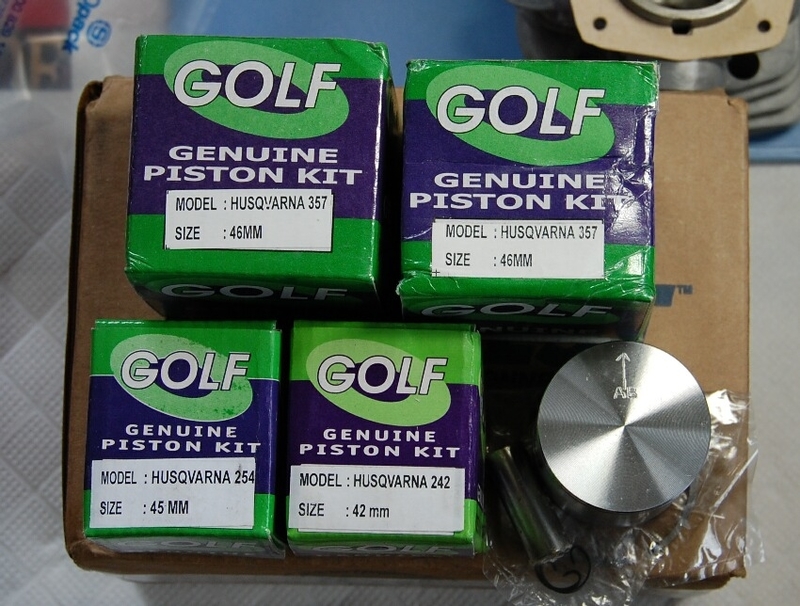 GOLF
GENUINE
PISTON KIT
MODEL : HUSQVARNA 357
SIZE : 46MM
GOLF
GOLF
GENUINE
PISTON KIT
MODEL : HUSQVARNA 357
SIZE : 46MM
GOLF
GENUINE
PISTON KIT
MODEL : HUSQVARNA 254
SIZE : 45 MM
GOLF
GOLF
GENUINE
PISTON KIT
MODEL : HUSQVARNA 242
SIZE : 42 mm
GOLF